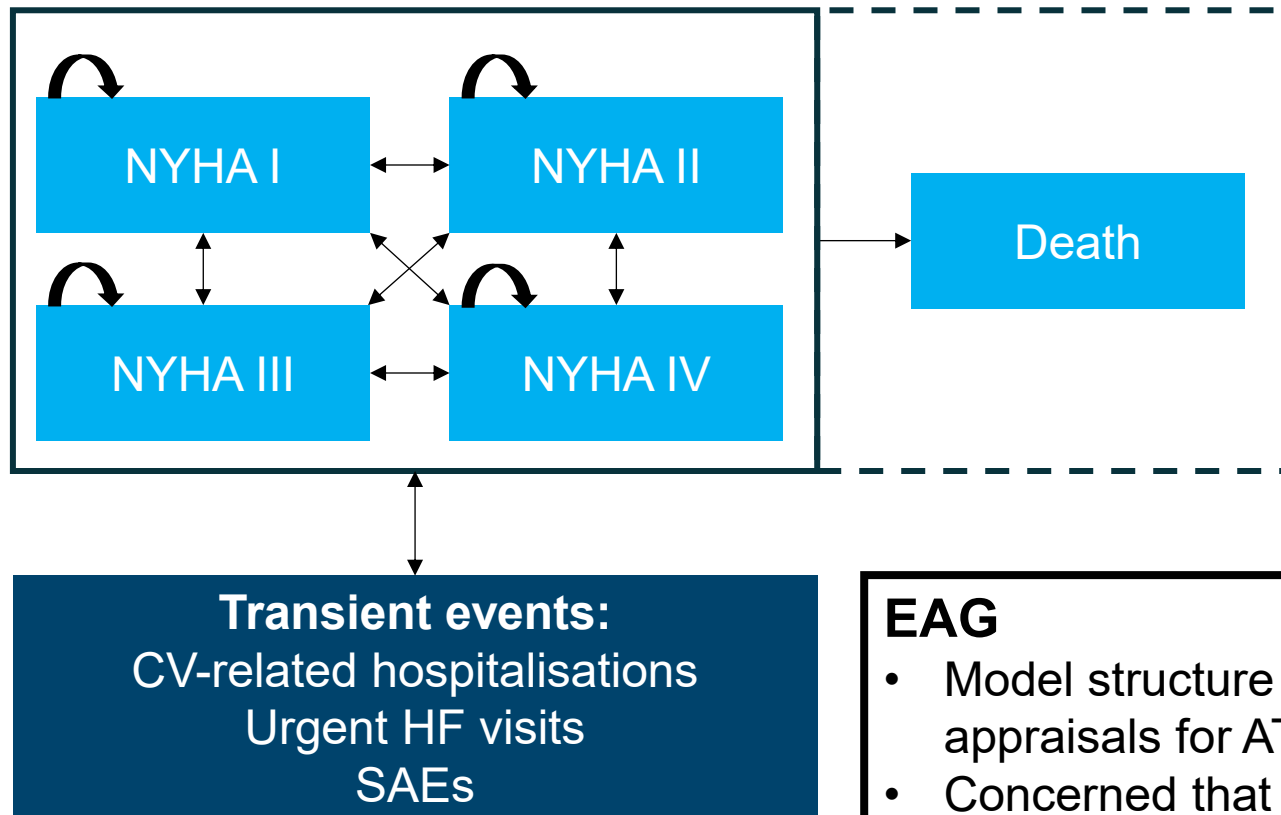 NYHA I
NYHA II
Death
NYHA III
NYHA IV
Transient events:
CV-related hospitalisations
Urgent HF visits
SAEs
EAG
• Model structure
appraisals for AT
• Concerned that